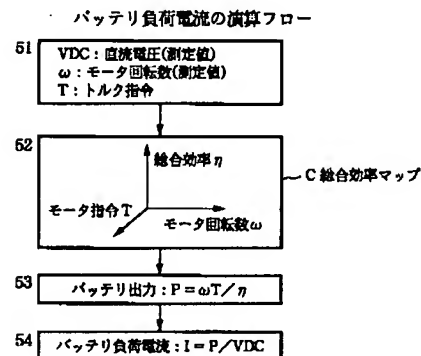 バッテリ負荷電流の演算フロー
51
VDC：直流電圧(測定値)
ω：モータ回転数(測定値)
T：トルク指令
52
総合効率η
C 総合効率マップ
モータ指令T
モータ回転数ω
53
バッテリ出力：P＝ωT／η
54
バッテリ負荷電流：I＝P／VDC